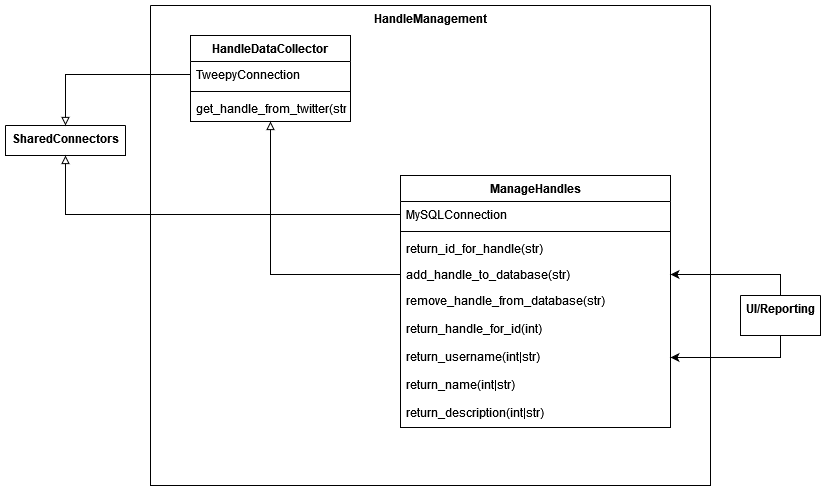 HandleManagement
HandleDataCollector
TweepyConnection
get_handle_from_twitter(str
SharedConnectors
ManageHandles
MySQLConnection
return_id_for_handle(str)
add_handle_to_database(str)
remove_handle_from_database(str)
return_handle_for_id(int)
return_username(int|str)
return_name(int|str)
return_description(int|str)
UI/Reporting